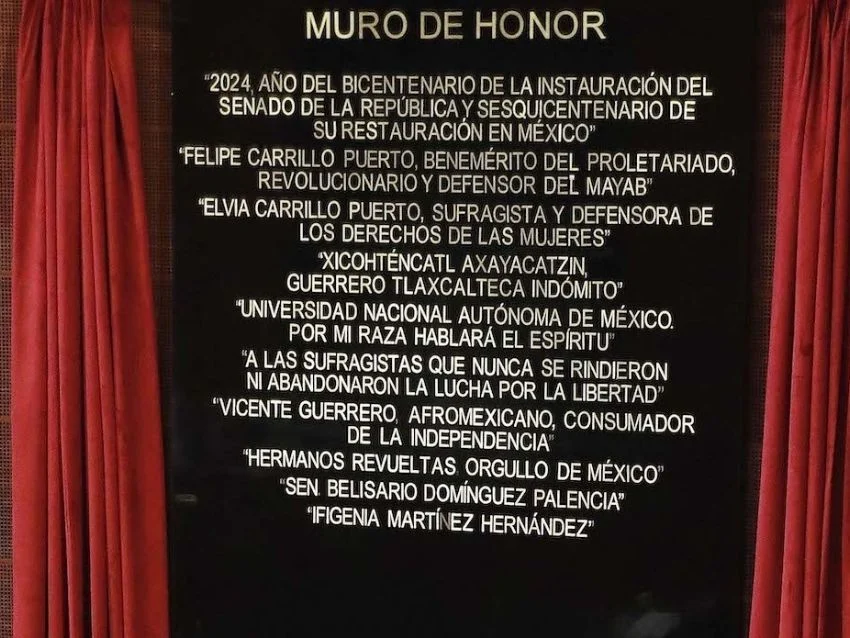 MURO DE HONOR
"2024, AÑO DEL BICENTENARIO DE LA INSTAURACIÓN DEL
SENADO DE LA REPÚBLICA Y SESQUICENTENARIO DE
SU RESTAURACIÓN EN MÉXICO"
"FELIPE CARRILLO PUERTO, BENEMÉRITO DEL PROLETARIADO,
REVOLUCIONARIO Y DEFENSOR DEL MAYAB"
"ELVIA CARRILLO PUERTO, SUFRAGISTA Y DEFENSORA DE
LOS DERECHOS DE LAS MUJERES"
"XICOHTÉNCATL AXAYACATZIN,
GUERRERO TLAXCALTECA INDÓMITO"
"UNIVERSIDAD NACIONAL AUTÓNOMA DE MÉXICO.
POR MI RAZA HABLARÁ EL ESPÍRITU"
"A LAS SUFRAGISTAS QUE NUNCA SE RINDIERON
NI ABANDONARON LA LUCHA POR LA LIBERTAD"
"VICENTE GUERRERO, AFROMEXICANO, CONSUMADOR
DE LA INDEPENDENCIA"
"HERMANOS REVUELTAS, ORGULLO DE MÉXICO"
"SEN. BELISARIO DOMÍNGUEZ PALENCIA"
"IFIGENIA MARTÍNEZ HERNÁNDEZ"